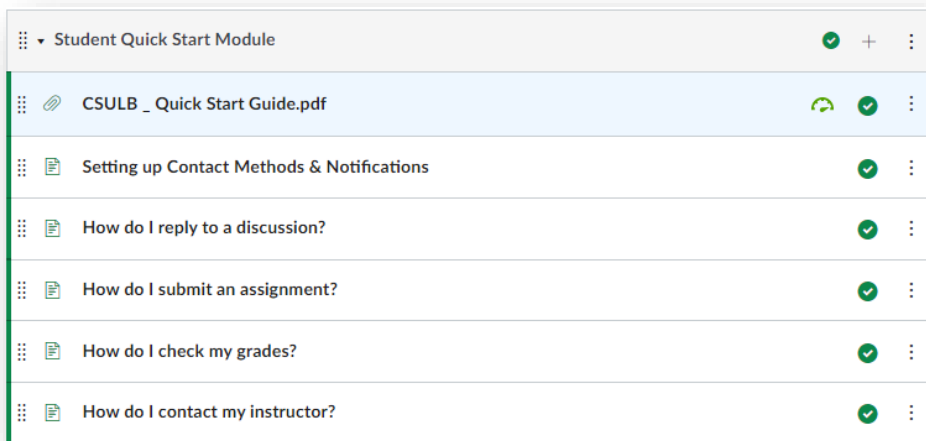 Student Quick Start Module
CSULB _ Quick Start Guide.pdf
Setting up Contact Methods & Notifications
How do I reply to a discussion?
How do I submit an assignment?
How do I check my grades?
How do I contact my instructor?